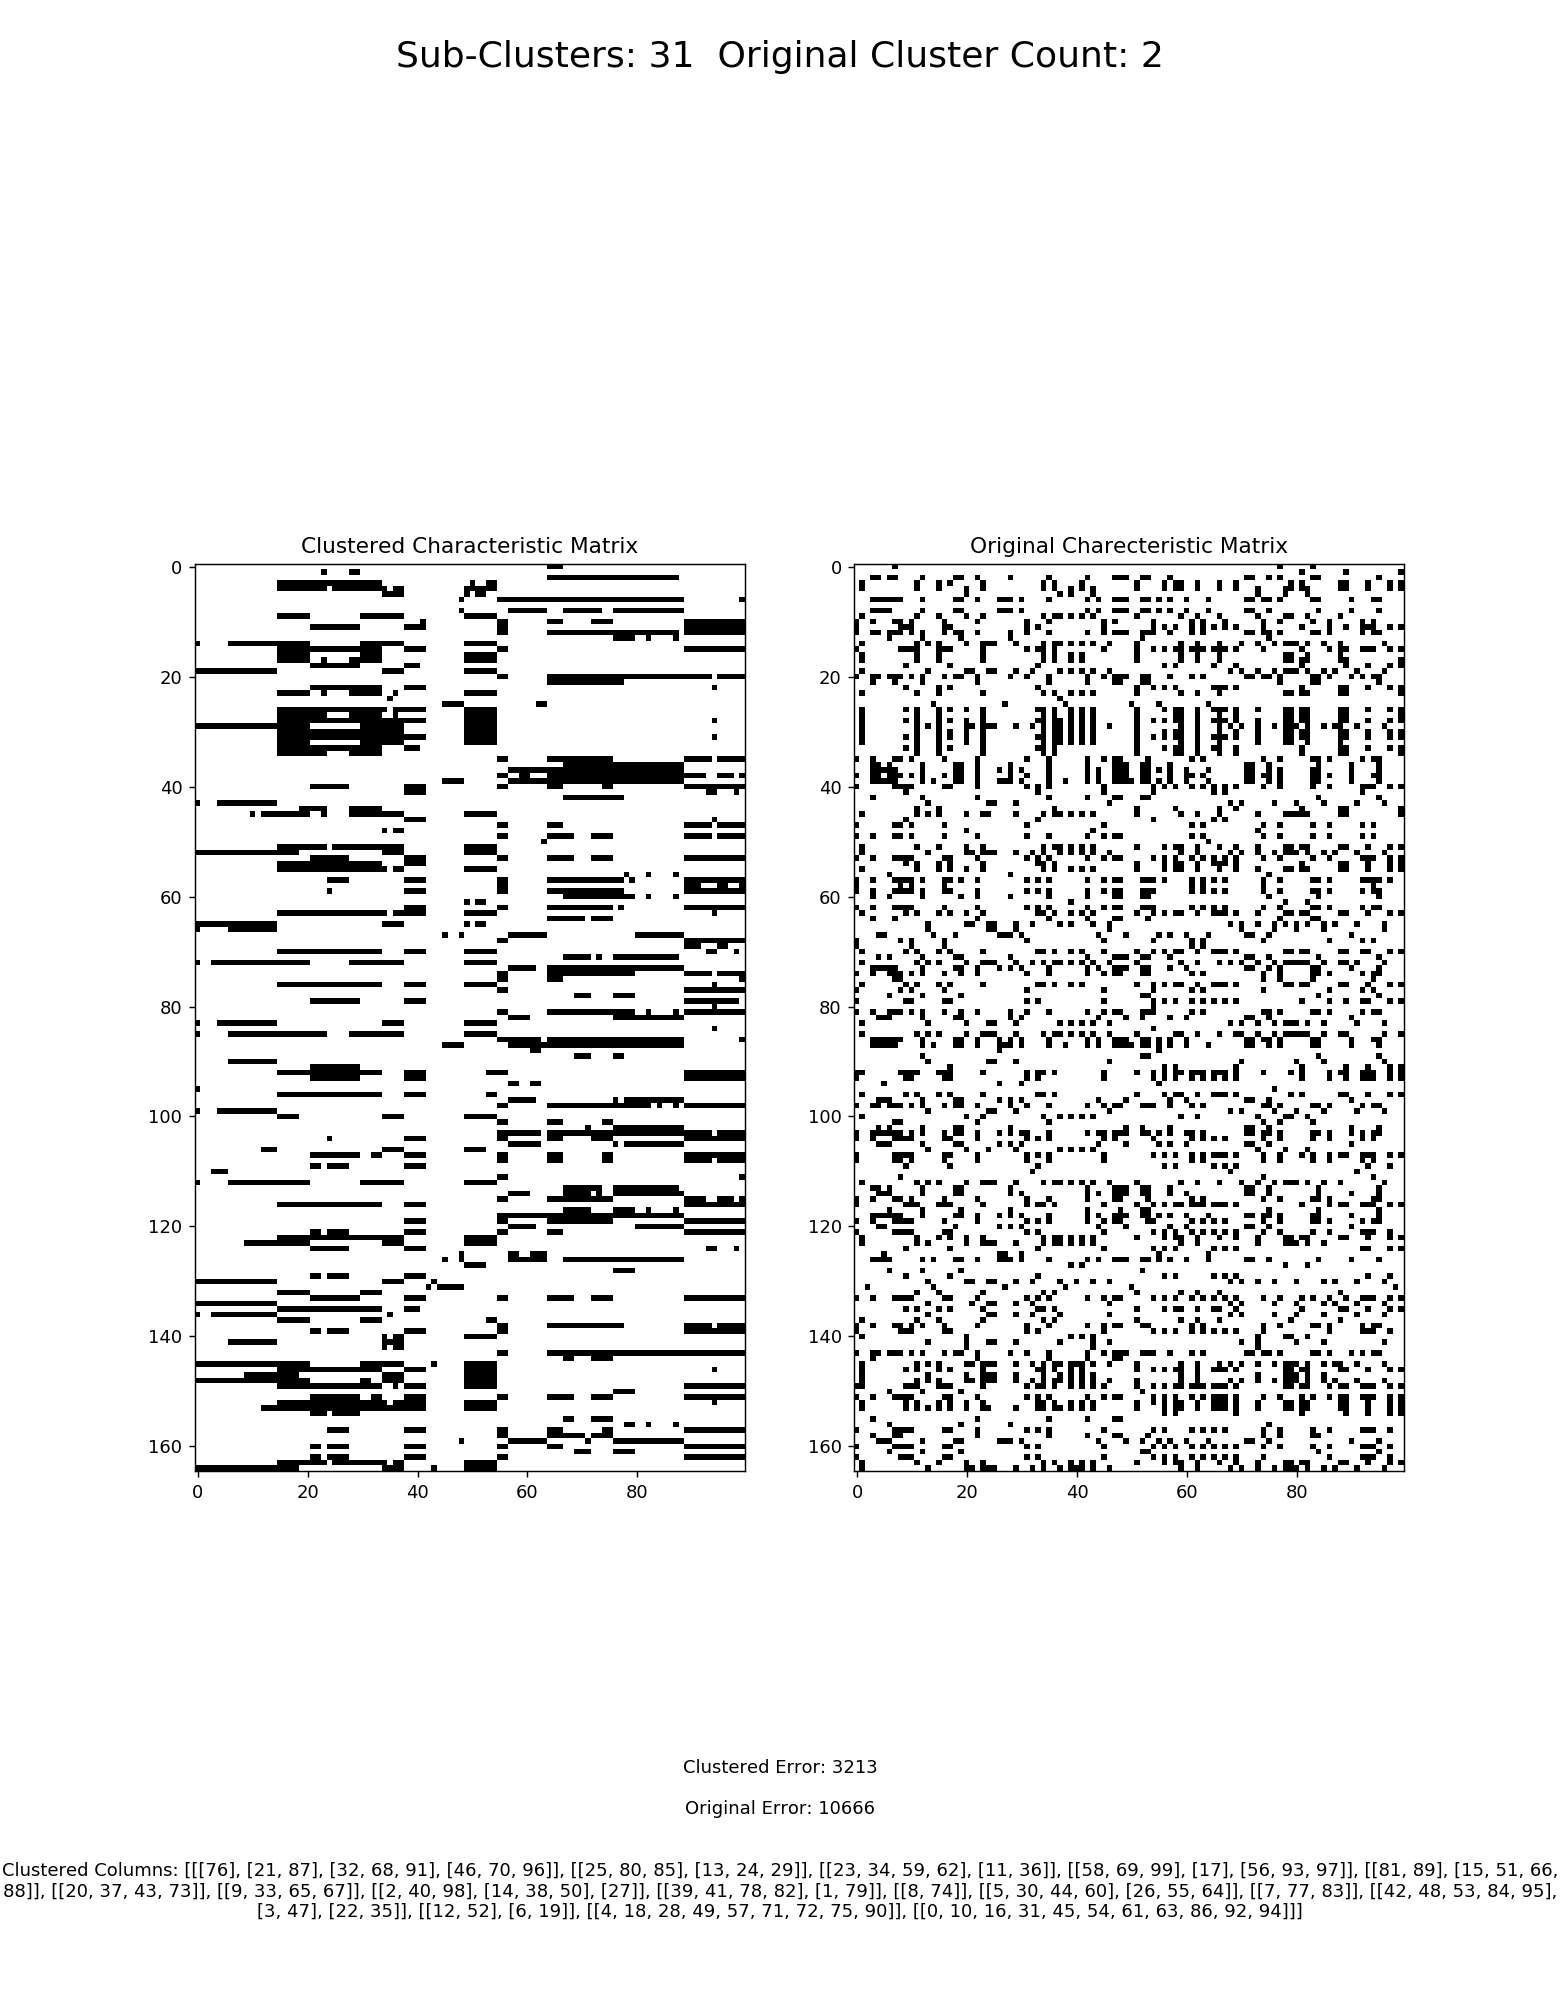 Sub-Clusters: 31  Original Cluster Count: 2
Clustered Characteristic Matrix
Original Charecteristic Matrix
0
20
40
60
80
100
120
140
160
0 20 40 60 80
0
20
40
60
80
100
120
140
160
0 20 40 60 80
Clustered Error: 3213
Original Error: 10666
Clustered Columns: [[[76], [21, 87], [32, 68, 91], [46, 70, 96]], [[25, 80, 85], [13, 24, 29]], [[23, 34, 59, 62], [11, 36]], [[58, 69, 99], [17], [56, 93, 97]], [[81, 89], [15, 51, 66,
88]], [[20, 37, 43, 73]], [[9, 33, 65, 67]], [[2, 40, 98], [14, 38, 50], [27]], [[39, 41, 78, 82], [1, 79]], [[8, 74]], [[5, 30, 44, 60], [26, 55, 64]], [[7, 77, 83]], [[42, 48, 53, 84, 95],
[3, 47], [22, 35]], [[12, 52], [6, 19]], [[4, 18, 28, 49, 57, 71, 72, 75, 90]], [[0, 10, 16, 31, 45, 54, 61, 63, 86, 92, 94]]]